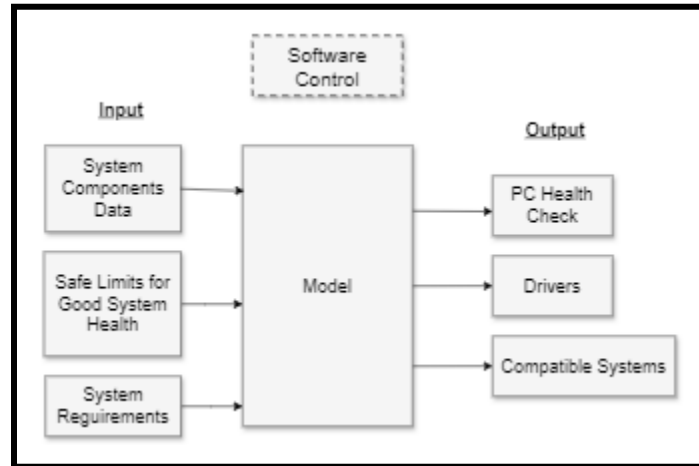 Software
Control
Input
System
Components
Data
Safe Limits for
Good System
Health
System
Reguirements
Model
Output
PC Health
Check
Drivers
Compatible Systems